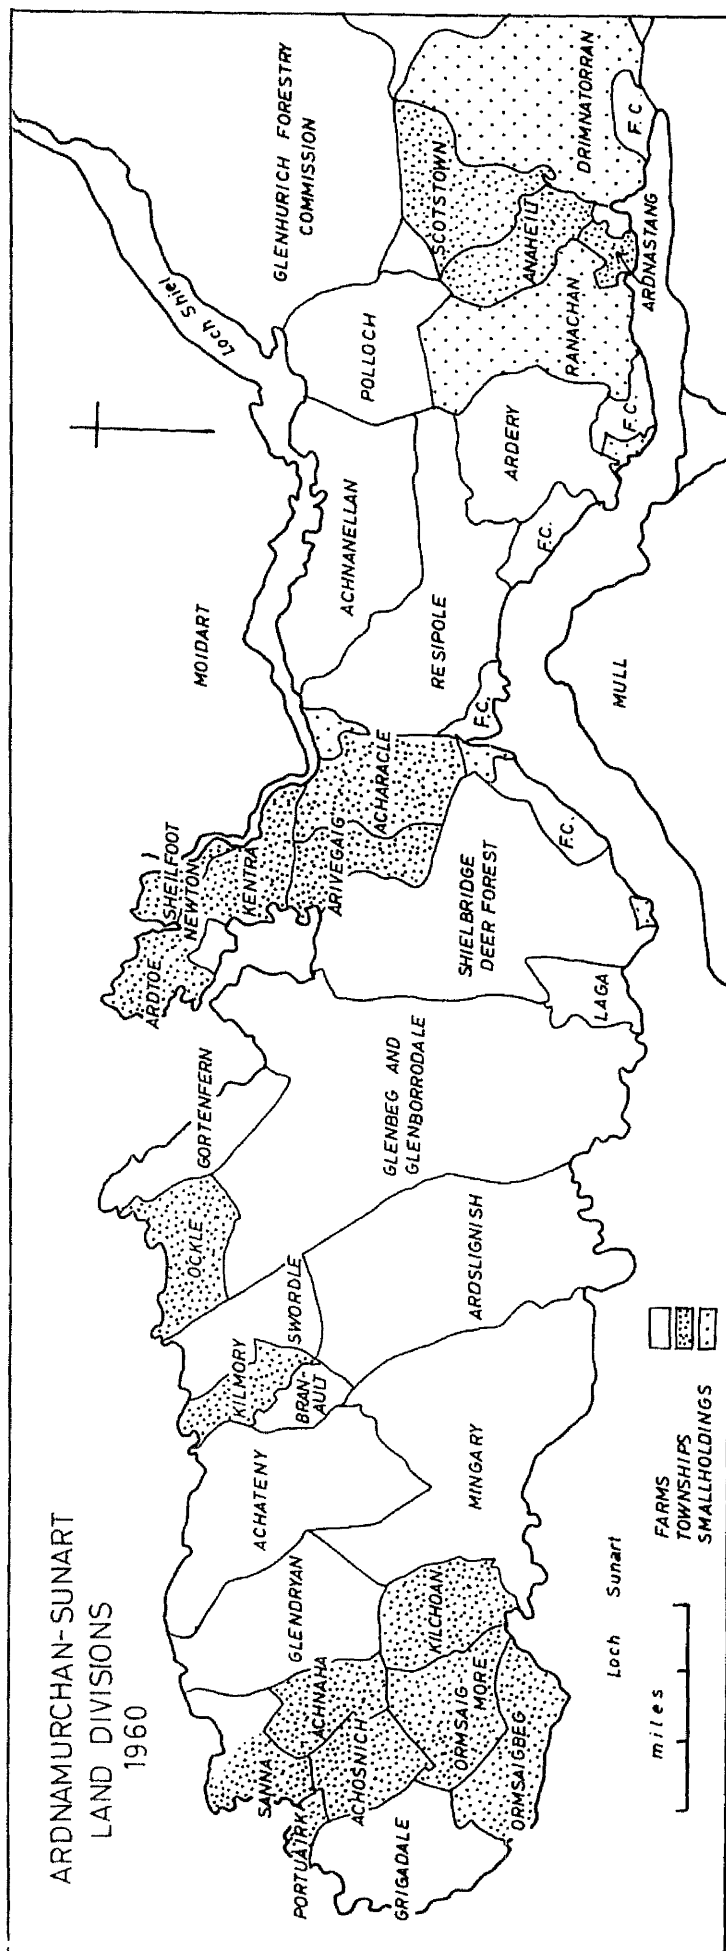 ARDNAMURCHAN-SUNART
LAND DIVISIONS
1960
Loch Shiel
GLENHURICH FORESTRY
COMMISSION
MOIDART
POLLOCH
SCOTSTOWN
ANAHEILI
DRIMNATORRAN
F.C.
ARDNASTANG
RANACHAN
F.C.
ARDERY
F.C.
ACHNANELLAN
RESIPOLE
F.C.
MULL
ACHARACLE
ARIVEGAIG
KENTRA
SHEILFOOT
NEWTON
ARDTOE
SHIELBRIDGE
DEER FOREST
F.C.
LAGA
GORTENFERN
GLENBEG AND
GLENBORRODALE
OCKLE
SWORDLE
ARDSLIGNISH
KILMORY
BRAN-
AULT
ACHATENY
MINGARY
GLENDRYAN
KILCHOAN
ACHNAHA
SANNA
ACHOSNICH
PORTUAIRK
ORMSAIG
MORE
ORMSAIGBEG
GRIGADALE
Loch Sunart
miles
FARMS
TOWNSHIPS
SMALLHOLDINGS